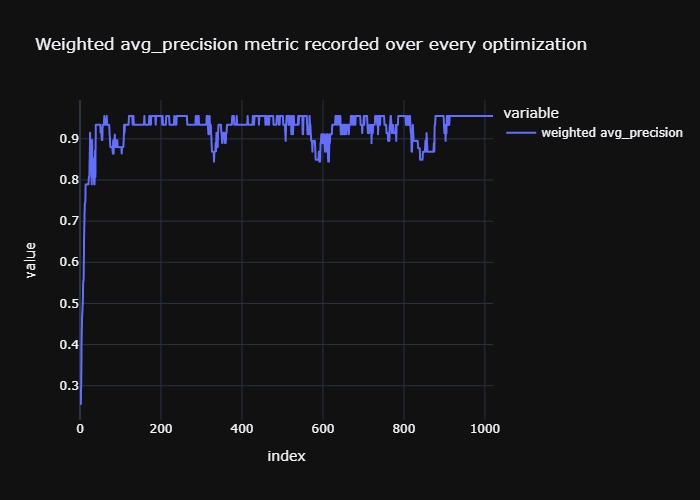 Weighted avg_precision metric recorded over every optimization
variable
weighted avg_precision
value
0.9
0.8
0.7
0.6
0.5
0.4
0.3
0 200 400 600 800 1000
index